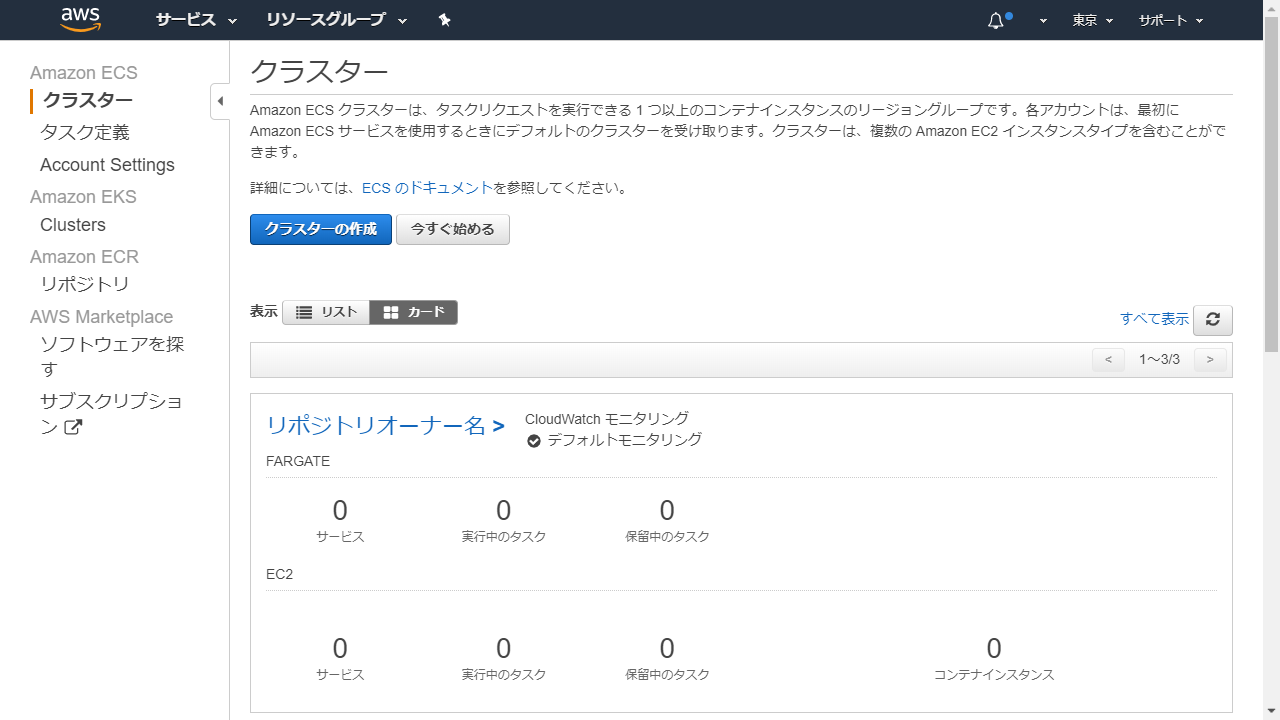 aws サービス リソースグループ 東京 サポート
Amazon ECS
クラスター
タスク定義
Account Settings
Amazon EKS
Clusters
Amazon ECR
リポジトリ
AWS Marketplace
ソフトウェアを探
す
サブスクリプショ
ン
クラスター
Amazon ECS クラスターは、タスクリクエストを実行できる 1 つ以上のコンテナインスタンスのリージョングループです。各アカウントは、最初に
Amazon ECS サービスを使用するときにデフォルトのクラスターを受け取ります。クラスターは、複数の Amazon EC2 インスタンスタイプを含むことがで
きます。
詳細については、ECS のドキュメントを参照してください。
クラスターの作成 今すぐ始める
表示 リスト カード
すべて表示
< 1～3/3 >
リポジトリオーナー名 >
CloudWatch モニタリング
デフォルトモニタリング
FARGATE
0 0 0
サービス 実行中のタスク 保留中のタスク
EC2
0 0 0 0
サービス 実行中のタスク 保留中のタスク コンテナインスタンス